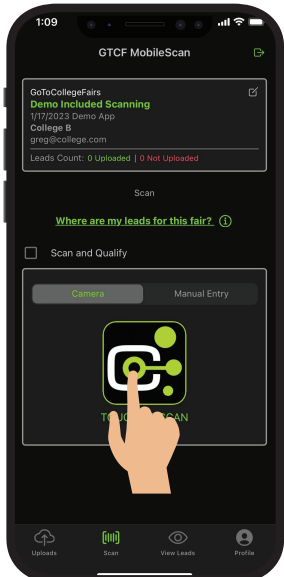 1:09
GTCF MobileScan
GoToCollegeFairs
Demo Included Scanning
1/17/2023 Demo App
College B
greg@college.com
Leads Count: 0 Uploaded | 0 Not Uploaded
Scan
Where are my leads for this fair?
Scan and Qualify
Camera Manual Entry
Uploads Scan View Leads Profile